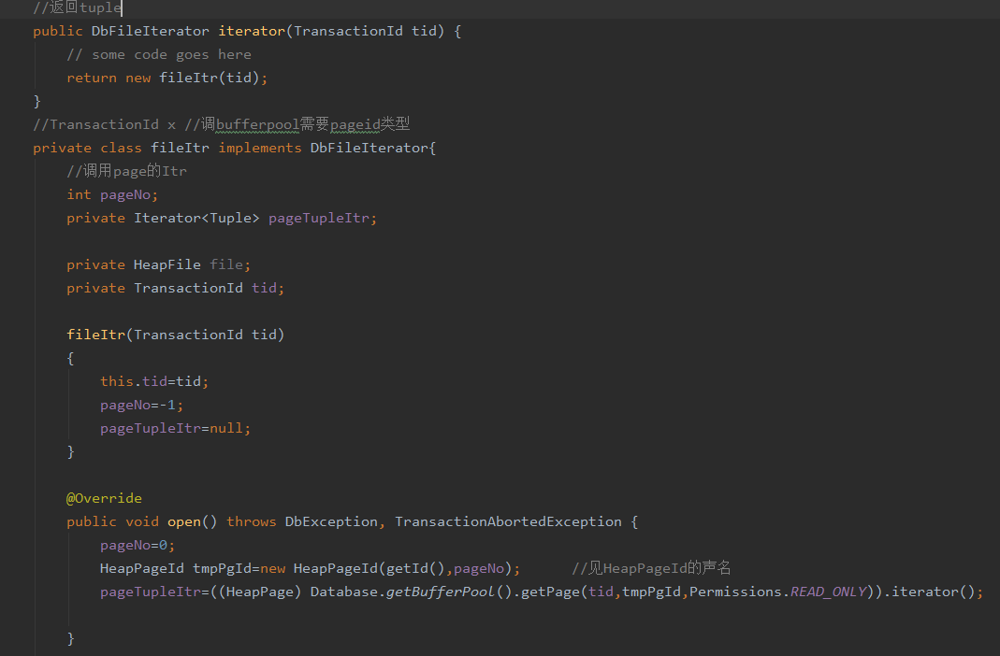 //返回tuple
public DbFileIterator iterator(TransactionId tid) {
// some code goes here
return new fileItr(tid);
}
//TransactionId x //调bufferpool需要pageid类型
private class fileItr implements DbFileIterator{
//调用page的Itr
int pageNo;
private Iterator<Tuple> pageTupleItr;
private HeapFile file;
private TransactionId tid;
fileItr(TransactionId tid)
{
this.tid=tid;
pageNo=-1;
pageTupleItr=null;
}
@Override
public void open() throws DbException, TransactionAbortedException {
pageNo=0;
HeapPageId tmpPgId=new HeapPageId(getId(),pageNo); //见HeapPageId的声名
pageTupleItr=((HeapPage) Database.getBufferPool().getPage(tid,tmpPgId,Permissions.READ_ONLY)).iterator();
}